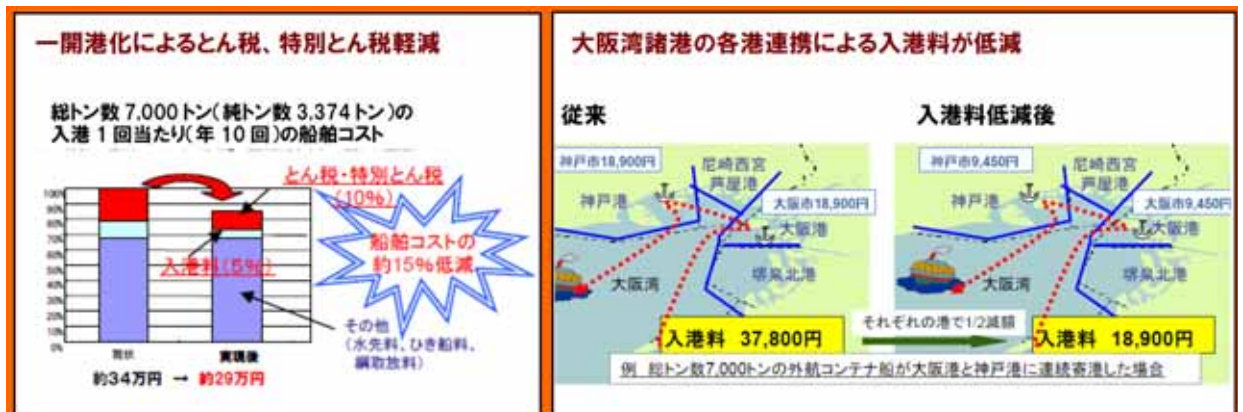 一開港化によるとん税、特別とん税軽減
総トン数7,000トン(純トン数3,374トン)の
入港1回当たり(年10回)の船舶コスト
とん税・特別とん税
(10%)
100%
90%
80%
70%
60%
50%
40%
30%
20%
10%
0%
入港料(5%)
船舶コストの
約15%低減
その他
(水先料、ひき船料、
綱取放料)
現状
実現後
約34万円 → 約29万円
大阪湾諸港の各港連携による入港料が低減
従来
神戸市18,900円
尼崎西宮
芦屋港
神戸港
大阪市18,900円
大阪港
堺泉北港
大阪湾
入港料 37,800円
それぞれの港で1/2減額
入港料低減後
神戸市9,450円
尼崎西宮
芦屋港
神戸港
大阪市9,450円
大阪港
堺泉北港
大阪湾
入港料 18,900円
例 総トン数7,000トンの外航コンテナ船が大阪港と神戸港に連続寄港した場合